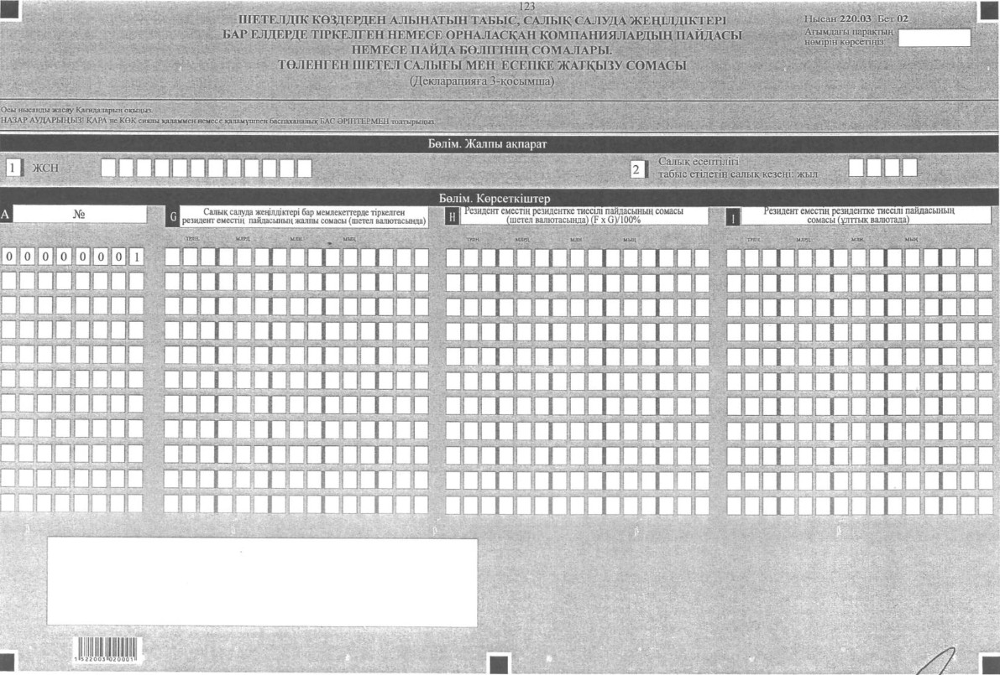 123
ШЕТЕЛДІК КӨЗДЕРДЕН АЛЫНАТЫН ТАБЫС, САЛЫҚ САЛУДА ЖЕҢІЛДІКТЕРІ
БАР ЕЛДЕРДЕ ТІРКЕЛГЕН НЕМЕСЕ ОРНАЛАСҚАН КОМПАНИЯЛАРДЫҢ ПАЙДАСЫ
НЕМЕСЕ ПАЙДА БӨЛІГІНІҢ СОМАЛАРЫ.
ТӨЛЕНГЕН ШЕТЕЛ САЛЫҒЫ МЕН ЕСЕПКЕ ЖАТҚЫЗУ СОМАСЫ
(Декларацияға 3-қосымша)
Нысан 220.03 Бет 02
Ағымдағы парақтың
нөмірін көрсетіңіз
Осы нысанды жасау Қағидаларын оқыңыз.
НАЗАР АУДАРЫҢЫЗ! ҚАРА не КӨК сиялы қаламмен немесе қаламұшпен баспаханалық БАС ӘРІПТЕРМЕН толтырыңыз.
Бөлім. Жалпы ақпарат
1 ЖСН
2 Салық есептілігі
табыс етілетін салық кезеңі: жыл
Бөлім. Көрсеткіштер
A №
G Салық салуда жеңілдіктері бар мемлекеттерде тіркелген
резидент еместің пайдасының жалпы сомасы (шетел валютасында)
H Резидент еместің резидентке тиесілі пайдасының сомасы
(шетел валютасында) (F x G)/100%
I Резидент еместің резидентке тиесілі пайдасының
сомасы (ұлттық валютада)
трлн. млрд. млн. мың
трлн. млрд. млн. мың
трлн. млрд. млн. мың
0 0 0 0 0 0 0 1
1 522003 020001